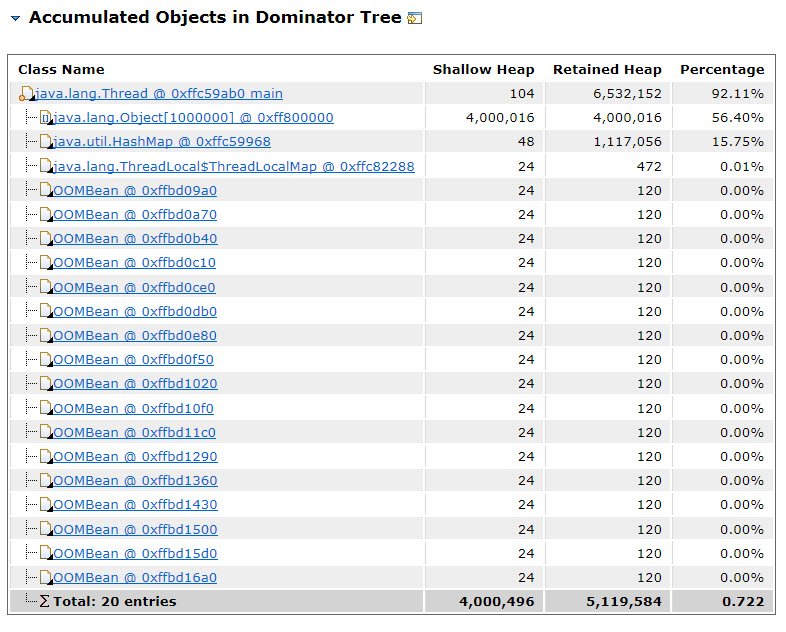 Accumulated Objects in Dominator Tree
Class Name Shallow Heap Retained Heap Percentage
java.lang.Thread @ 0xffc59ab0 main 104 6,532,152 92.11%
java.lang.Object[1000000] @ 0xff800000 4,000,016 4,000,016 56.40%
java.util.HashMap @ 0xffc59968 48 1,117,056 15.75%
java.lang.ThreadLocal$ThreadLocalMap @ 0xffc82288 24 472 0.01%
OOMBean @ 0xffbd09a0 24 120 0.00%
OOMBean @ 0xffbd0a70 24 120 0.00%
OOMBean @ 0xffbd0b40 24 120 0.00%
OOMBean @ 0xffbd0c10 24 120 0.00%
OOMBean @ 0xffbd0ce0 24 120 0.00%
OOMBean @ 0xffbd0db0 24 120 0.00%
OOMBean @ 0xffbd0e80 24 120 0.00%
OOMBean @ 0xffbd0f50 24 120 0.00%
OOMBean @ 0xffbd1020 24 120 0.00%
OOMBean @ 0xffbd10f0 24 120 0.00%
OOMBean @ 0xffbd11c0 24 120 0.00%
OOMBean @ 0xffbd1290 24 120 0.00%
OOMBean @ 0xffbd1360 24 120 0.00%
OOMBean @ 0xffbd1430 24 120 0.00%
OOMBean @ 0xffbd1500 24 120 0.00%
OOMBean @ 0xffbd15d0 24 120 0.00%
OOMBean @ 0xffbd16a0 24 120 0.00%
Σ Total: 20 entries 4,000,496 5,119,584 0.722